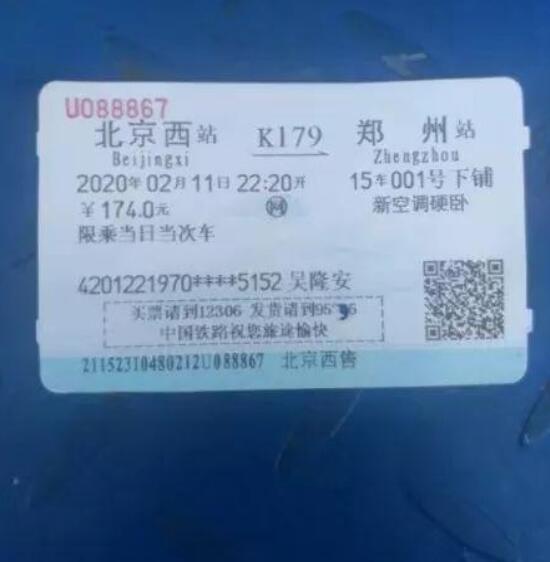 U088867
北京西站 K179 郑州站
Beijingxi Zhengzhou
2020年02月11日 22:20开 15车001号下铺
￥174.0元 网 新空调硬卧
限乘当日当次车
4201221970****5152 吴隆安
买票请到12306 发货请到95
中国铁路祝您旅途愉快
21152310480212U088867 北京西售